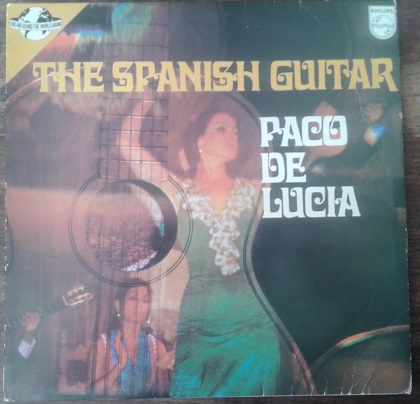 PHILIPS
THE SPANISH GUITAR
PACO
DE
LUCIA